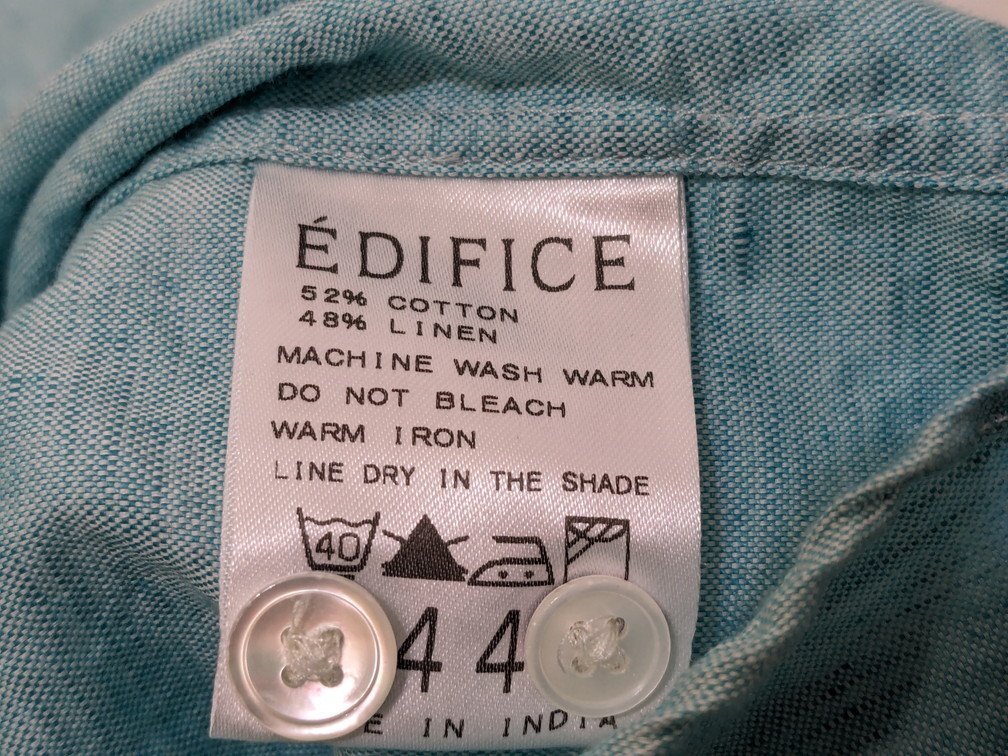 ÉDIFICE
52% COTTON
48% LINEN
MACHINE WASH WARM
DO NOT BLEACH
WARM IRON
LINE DRY IN THE SHADE
40
44
IN INDIA